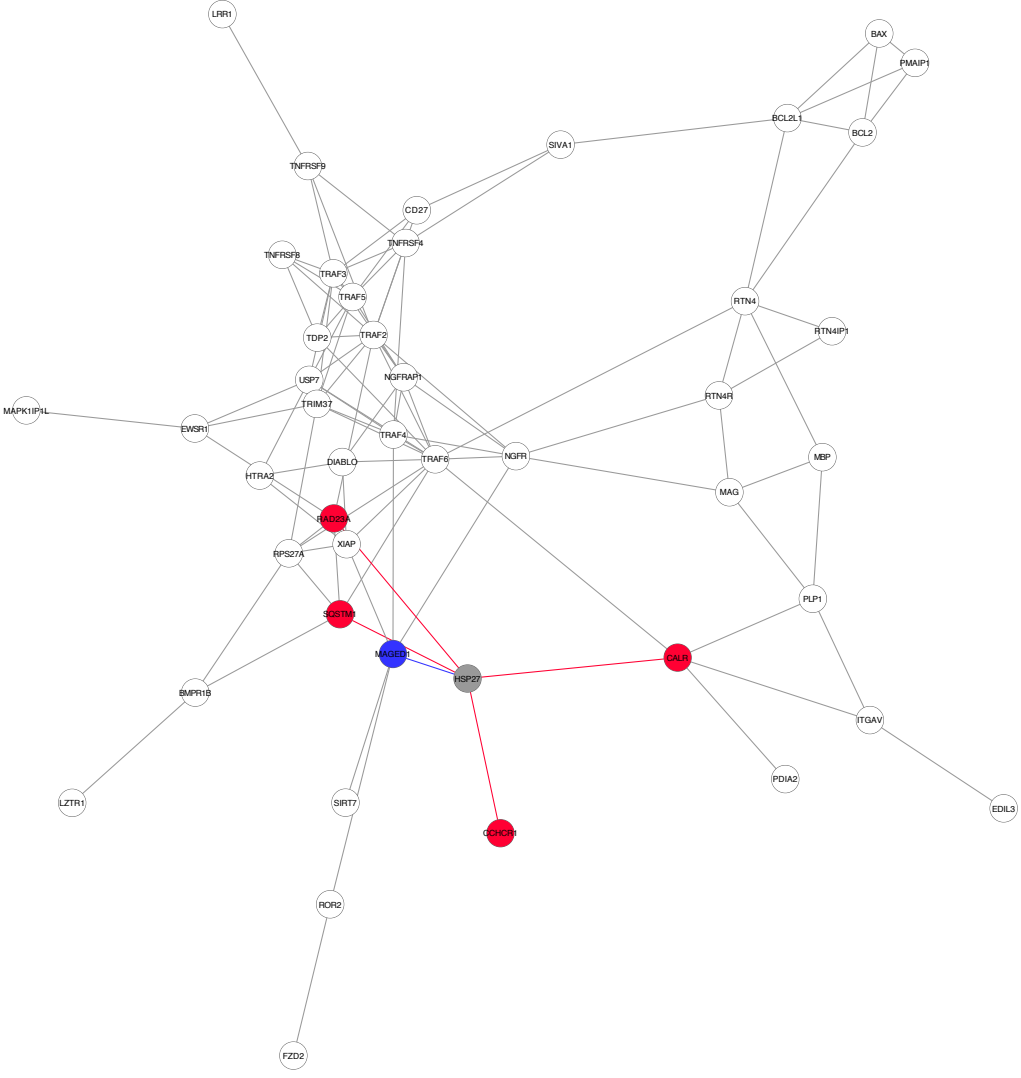 LRR1
BAX
PMAIP1
BCL2L1
BCL2
SIVA1
TNFRSF9
CD27
TNFRSF4
TNFRSF8
TRAF3
TRAF5
RTN4
RTN4IP1
TDP2
TRAF2
NGFRAP1
USP7
RTN4R
TRIM37
MAPK1IP1L
EWSR1
TRAF4
DIABLO
TRAF6
NGFR
MBP
HTRA2
MAG
RAD23A
XIAP
RPS27A
PLP1
SQSTM1
MAGED1
CALR
HSP27
BMPR1B
ITGAV
PDIA2
LZTR1
SIRT7
EDIL3
CCHCR1
ROR2
FZD2